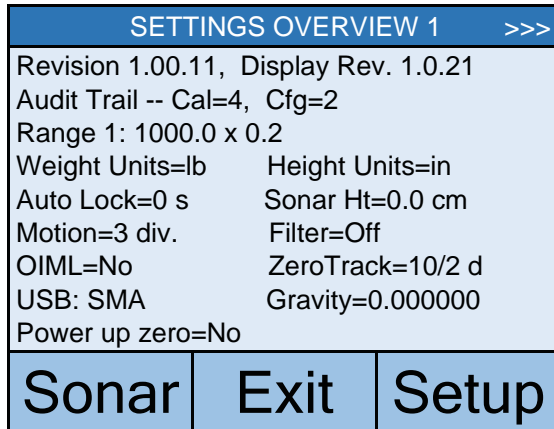 SETTINGS OVERVIEW 1 >>>
Revision 1.00.11, Display Rev. 1.0.21
Audit Trail -- Cal=4, Cfg=2
Range 1: 1000.0 x 0.2
Weight Units=lb Height Units=in
Auto Lock=0 s Sonar Ht=0.0 cm
Motion=3 div. Filter=Off
OIML=No ZeroTrack=10/2 d
USB: SMA Gravity=0.000000
Power up zero=No
Sonar Exit Setup